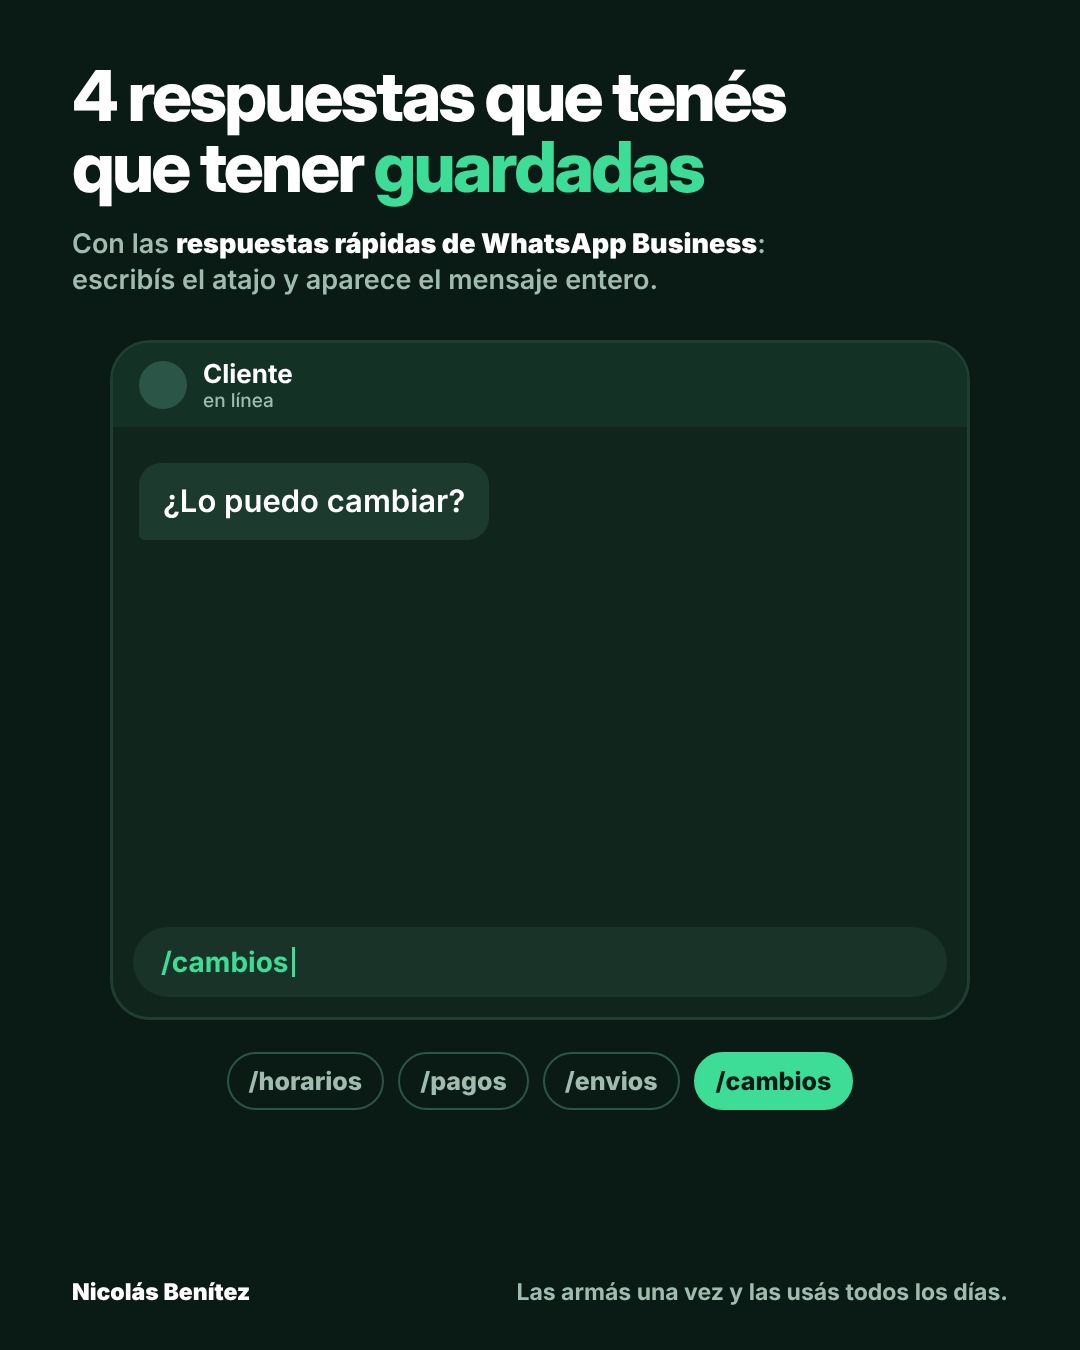 4 respuestas que tenés
que tener guardadas
Con las respuestas rápidas de WhatsApp Business:
escribís el atajo y aparece el mensaje entero.
Cliente
en línea
¿Lo puedo cambiar?
/cambios
/horarios /pagos /envios /cambios
Nicolás Benítez Las armás una vez y las usás todos los días.